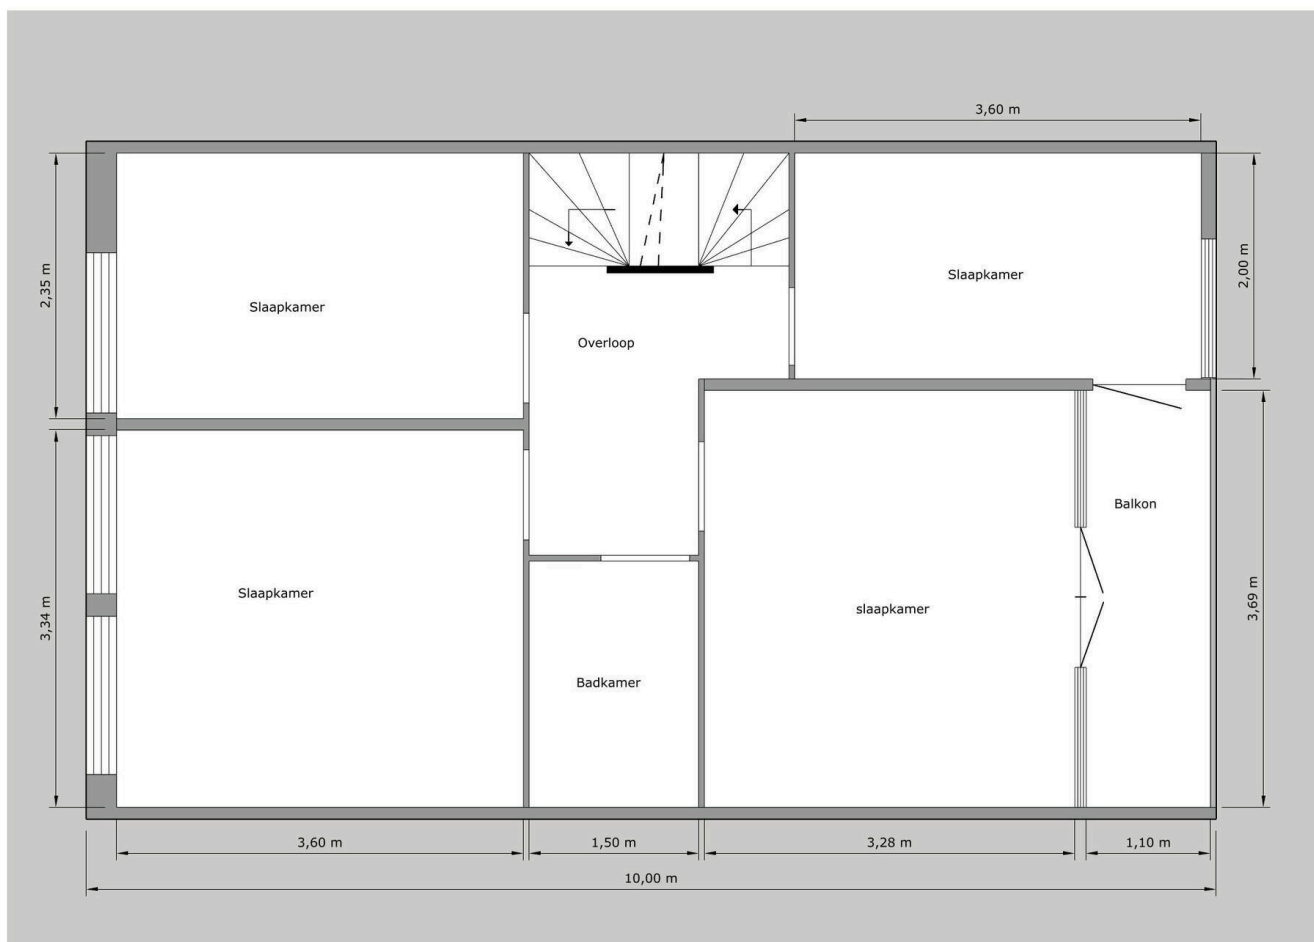 3,60 m
2,35 m
2,00 m
Slaapkamer
Slaapkamer
Overloop
Balkon
Slaapkamer
slaapkamer
3,34 m
3,69 m
Badkamer
3,60 m
1,50 m
3,28 m
1,10 m
10,00 m